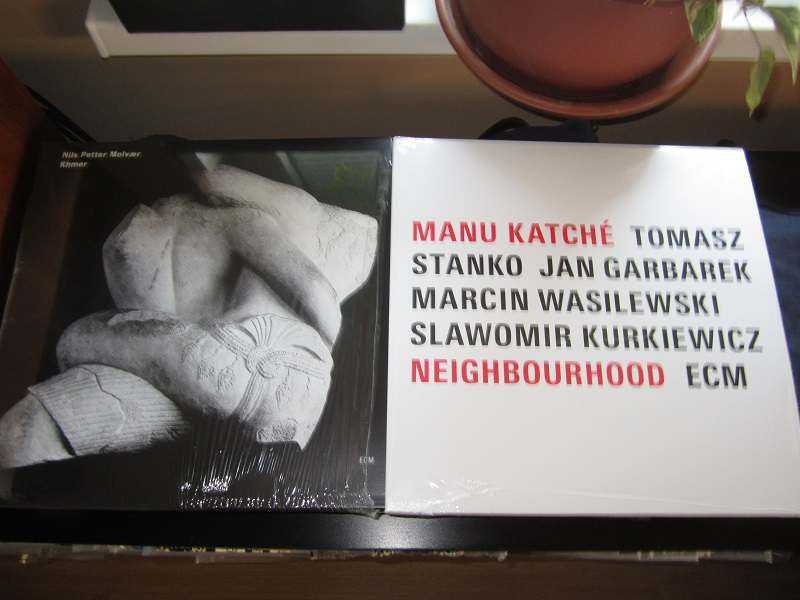 Nils Petter Molvær
Khmer
ECM
MANU KATCHÉ TOMASZ
STANKO JAN GARBAREK
MARCIN WASILEWSKI
SLAWOMIR KURKIEWICZ
NEIGHBOURHOOD ECM